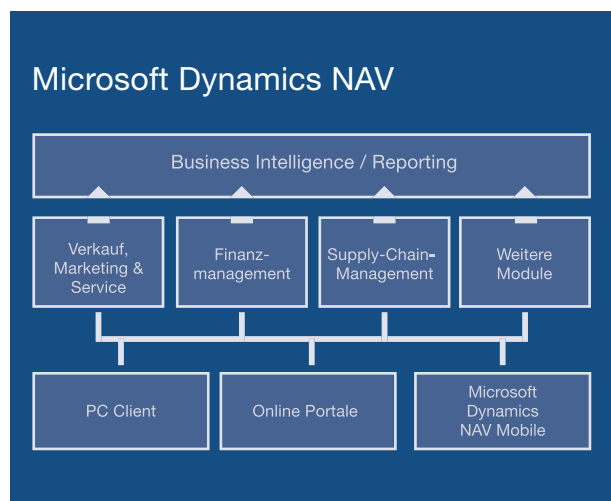 Microsoft Dynamics NAV
Business Intelligence / Reporting
Verkauf,
Marketing &
Service
Finanz-
management
Supply-Chain-
Management
Weitere
Module
PC Client
Online Portale
Microsoft
Dynamics
NAV Mobile